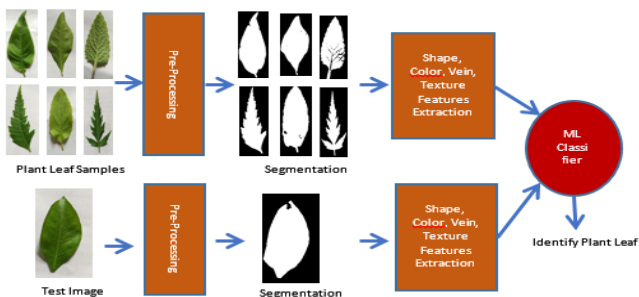 Pre-Processing
Shape,
Color, Vein,
Texture
Features
Extraction
Plant Leaf Samples
Segmentation
ML
Classi
fier
Pre-Processing
Shape,
Color, Vein,
Texture
Features
Extraction
Identify Plant Leaf
Test Image
Segmentation